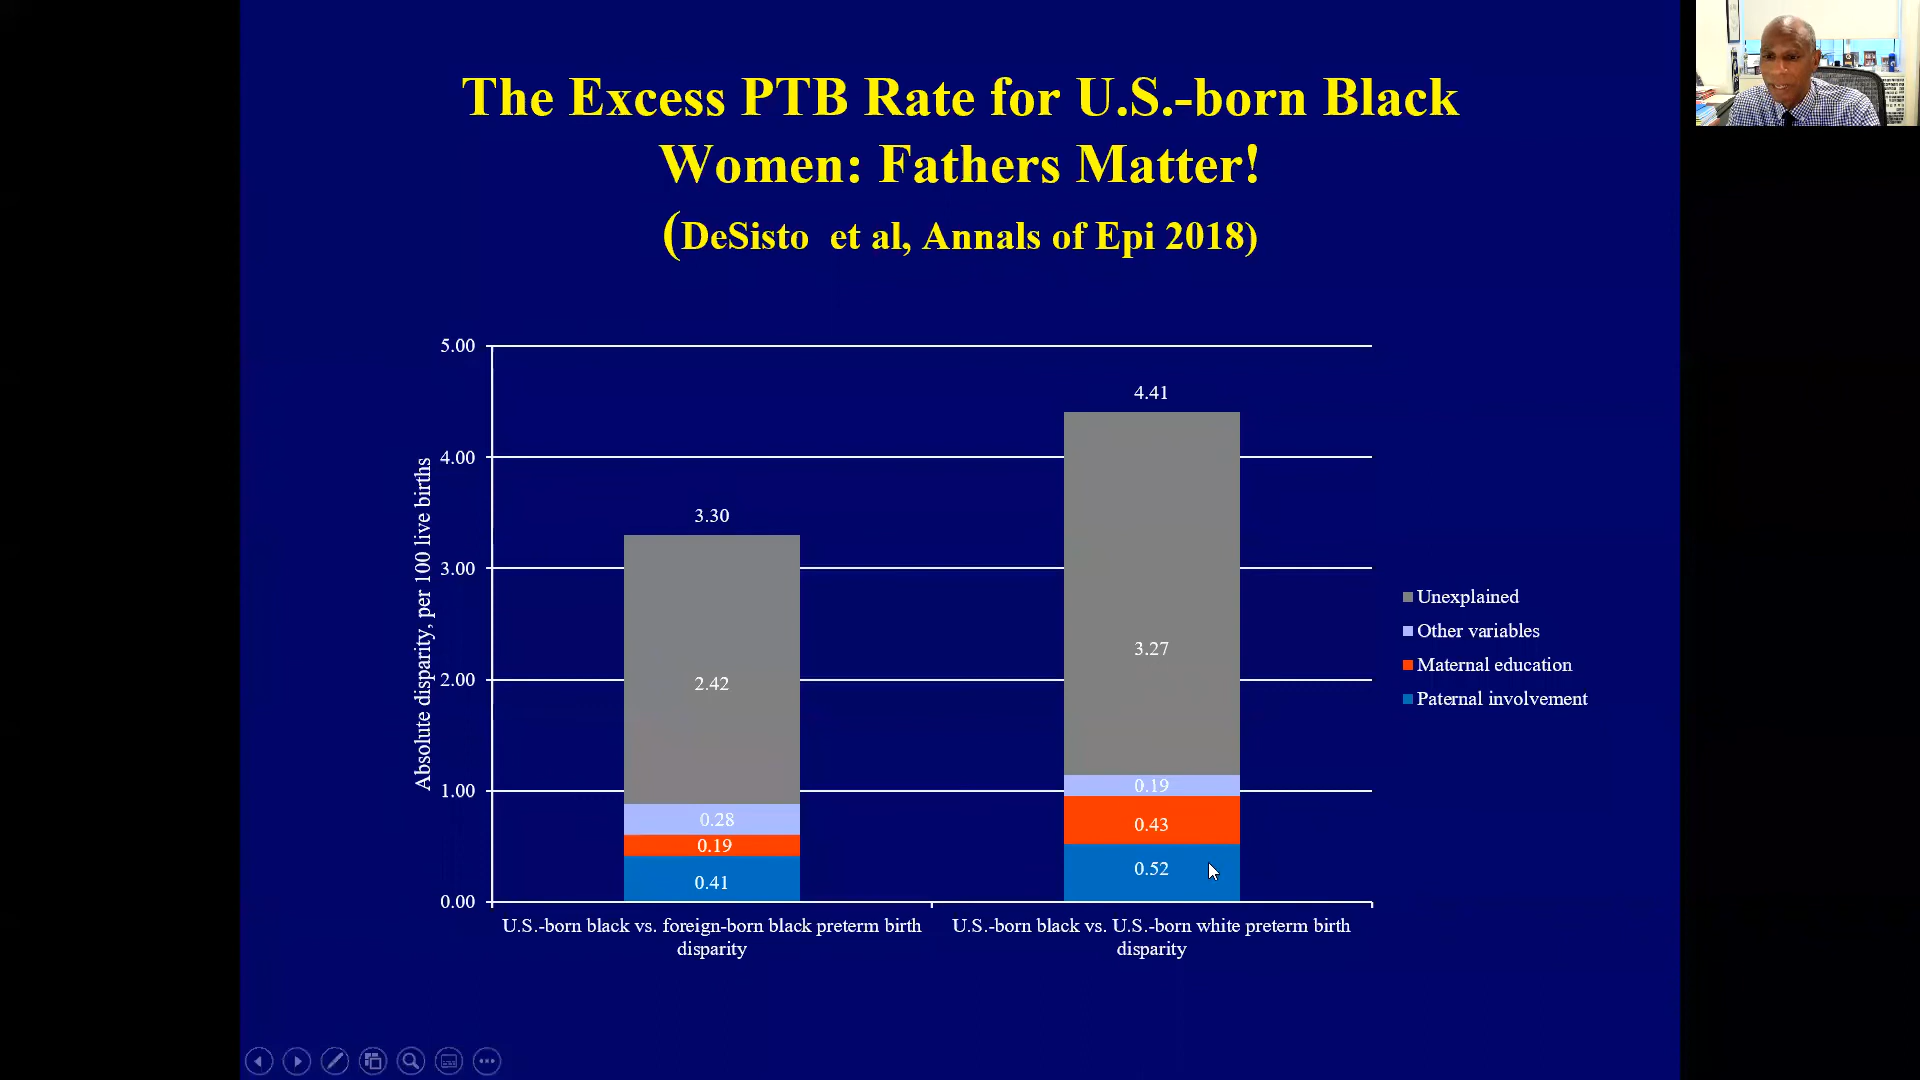 The Excess PTB Rate for U.S.-born Black
Women: Fathers Matter!
(DeSisto et al, Annals of Epi 2018)
Absolute disparity, per 100 live births
5.00
4.00
3.00
2.00
1.00
0.00
3.30
2.42
0.28
0.19
0.41
4.41
3.27
0.19
0.43
0.52
U.S.-born black vs. foreign-born black preterm birth
disparity
U.S.-born black vs. U.S.-born white preterm birth
disparity
Unexplained
Other variables
Maternal education
Paternal involvement